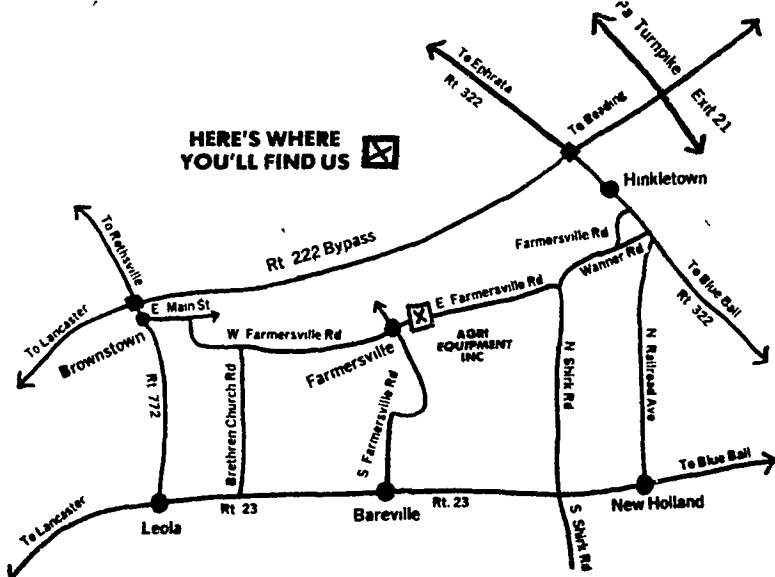 Pa Turnpike
Exit 21
To Ephrata
Rt 322
To Reading
HERE'S WHERE
YOU'LL FIND US
Hinkletown
To Rothsville
Rt 222 Bypass
Farmersville Rd
Wanner Rd
To Blue Ball
Rt 322
To Lancaster
E Main St
E Farmersville Rd
Brownstown
W Farmersville Rd
Farmersville
AGRI
EQUIPMENT
INC
Rt 772
Brethren Church Rd
S Farmersville Rd
N Shirk Rd
N Railroad Ave
To Blue Ball
To Lancaster
Leola
Rt 23
Bareville
Rt. 23
New Holland
S Shirk Rd